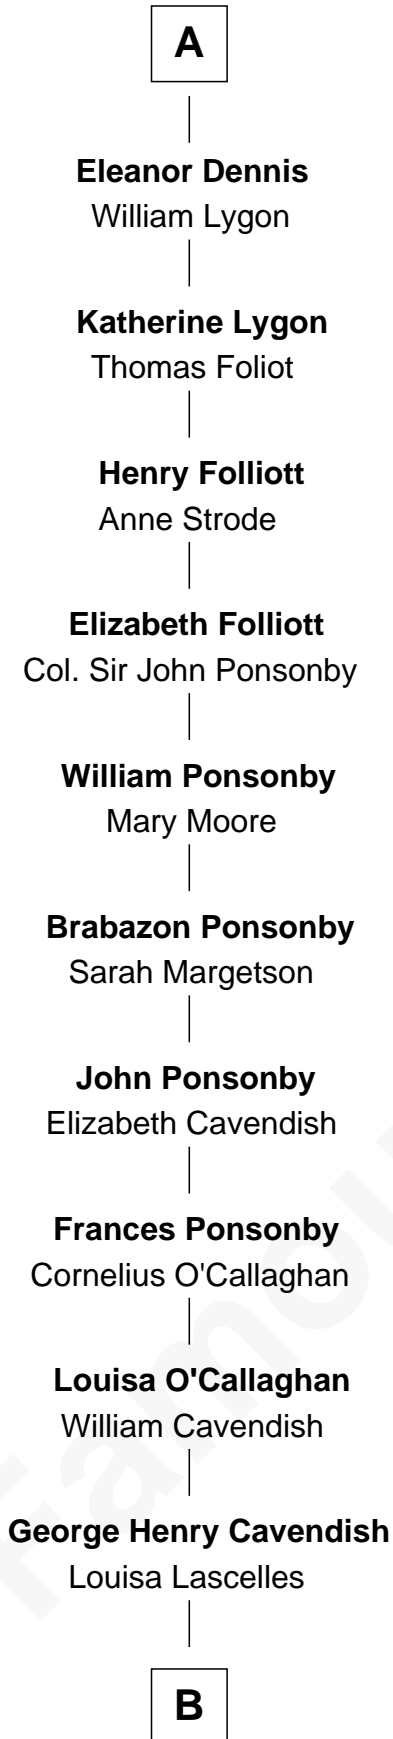 A
Eleanor Dennis
William Lygon
Katherine Lygon
Thomas Foliot
Henry Folliott
Anne Strode
Elizabeth Folliott
Col. Sir John Ponsonby
William Ponsonby
Mary Moore
Brabazon Ponsonby
Sarah Margetson
John Ponsonby
Elizabeth Cavendish
Frances Ponsonby
Cornelius O'Callaghan
Louisa O'Callaghan
William Cavendish
George Henry Cavendish
Louisa Lascelles
B
Famou